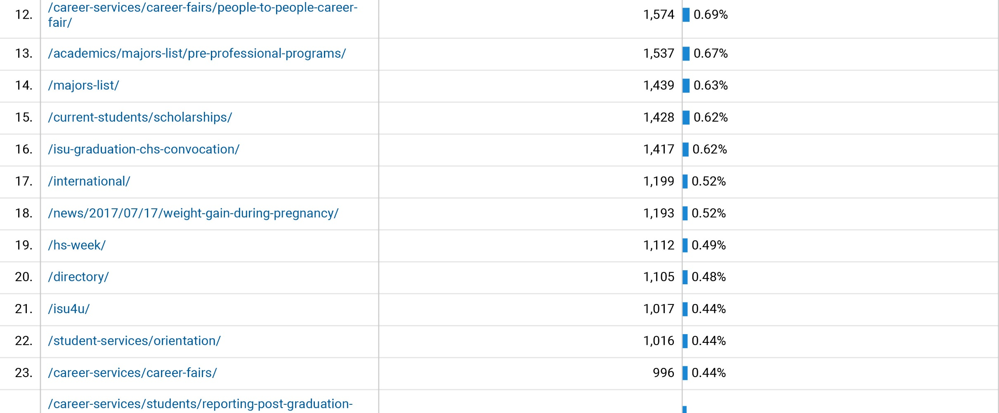 12. /career-services/career-fairs/people-to-people-career- 1,574 0.69%
fair/
13. /academics/majors-list/pre-professional-programs/ 1,537 0.67%
14. /majors-list/ 1,439 0.63%
15. /current-students/scholarships/ 1,428 0.62%
16. /isu-graduation-chs-convocation/ 1,417 0.62%
17. /international/ 1,199 0.52%
18. /news/2017/07/17/weight-gain-during-pregnancy/ 1,193 0.52%
19. /hs-week/ 1,112 0.49%
20. /directory/ 1,105 0.48%
21. /isu4u/ 1,017 0.44%
22. /student-services/orientation/ 1,016 0.44%
23. /career-services/career-fairs/ 996 0.44%
/career-services/students/reporting-post-graduation-